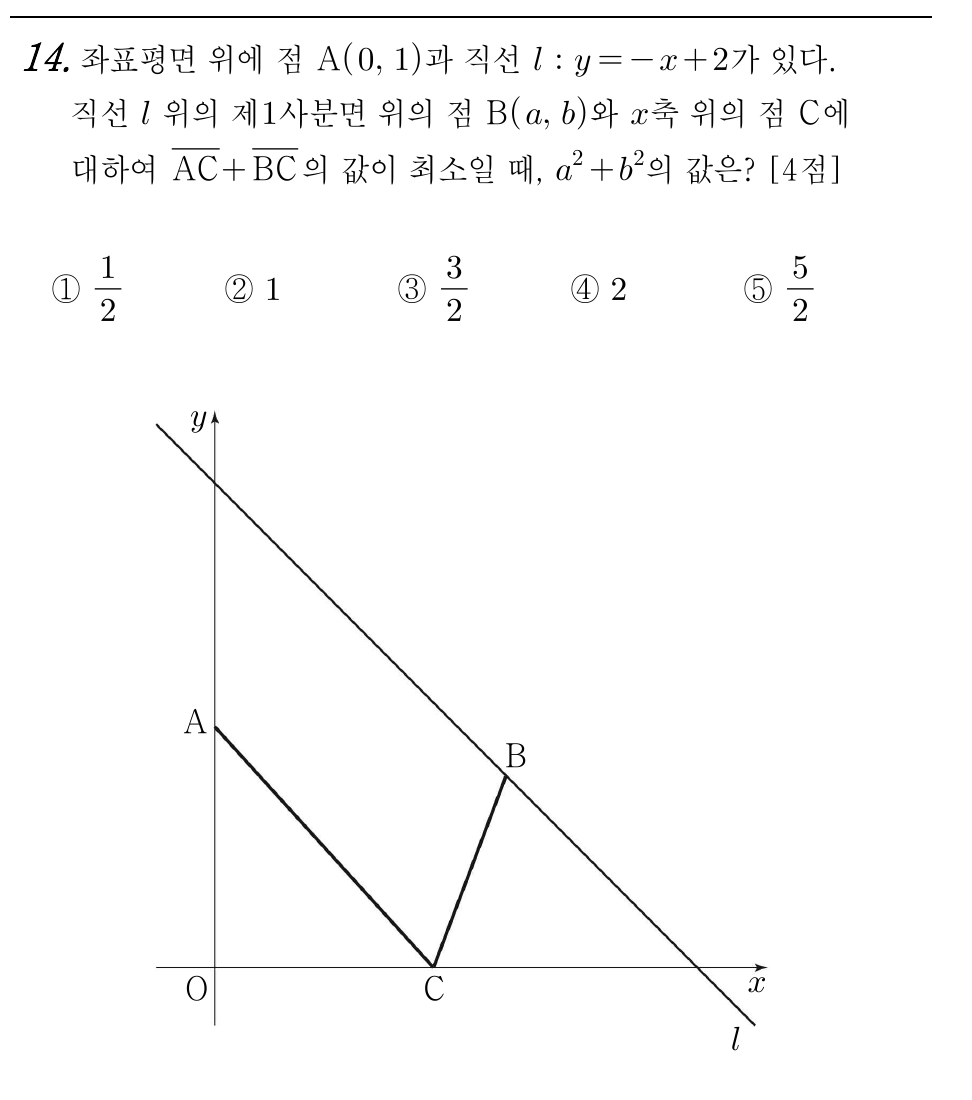 14. 좌표평면 위에 점 A(0, 1)과 직선 l : y=-x+2가 있다.
직선 l 위의 제1사분면 위의 점 B(a, b)와 x축 위의 점 C에
대하여 A̅C̅+B̅C̅의 값이 최소일 때, a²+b²의 값은? [4점]
① 1/2 ② 1 ③ 3/2 ④ 2 ⑤ 5/2
y
A
B
O
C
x
l